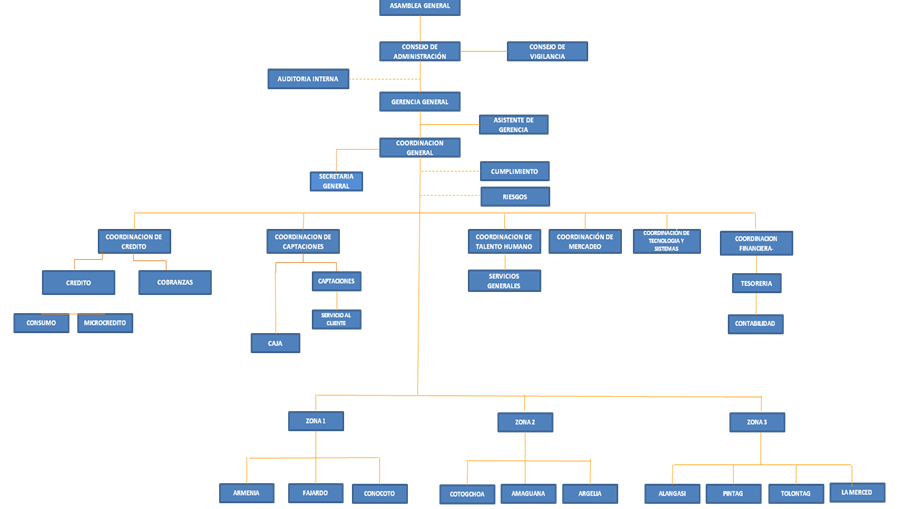 ASAMBLEA GENERAL
CONSEJO DE
ADMINISTRACIÓN
CONSEJO DE
VIGILANCIA
AUDITORIA INTERNA
GERENCIA GENERAL
ASISTENTE DE
GERENCIA
COORDINACION
GENERAL
SECRETARIA
GENERAL
CUMPLIMIENTO
RIESGOS
COORDINACION DE
CREDITO
COORDINACION DE
CAPTACIONES
COORDINACION DE
TALENTO HUMANO
COORDINACIÓN DE
MERCADEO
COORDINACIÓN DE
TECNOLOGIA Y
SISTEMAS
COORDINACION
FINANCIERA-
CREDITO
COBRANZAS
CAPTACIONES
SERVICIOS
GENERALES
TESORERIA
CONSUMO
MICROCREDITO
SERVICIO AL
CLIENTE
CONTABILIDAD
CAJA
ZONA 1
ZONA 2
ZONA 3
ARMENIA
FAJARDO
CONOCOTO
COTOGCHOA
AMAGUANA
ARGELIA
ALANGASI
PINTAG
TOLONTAG
LA MERCED